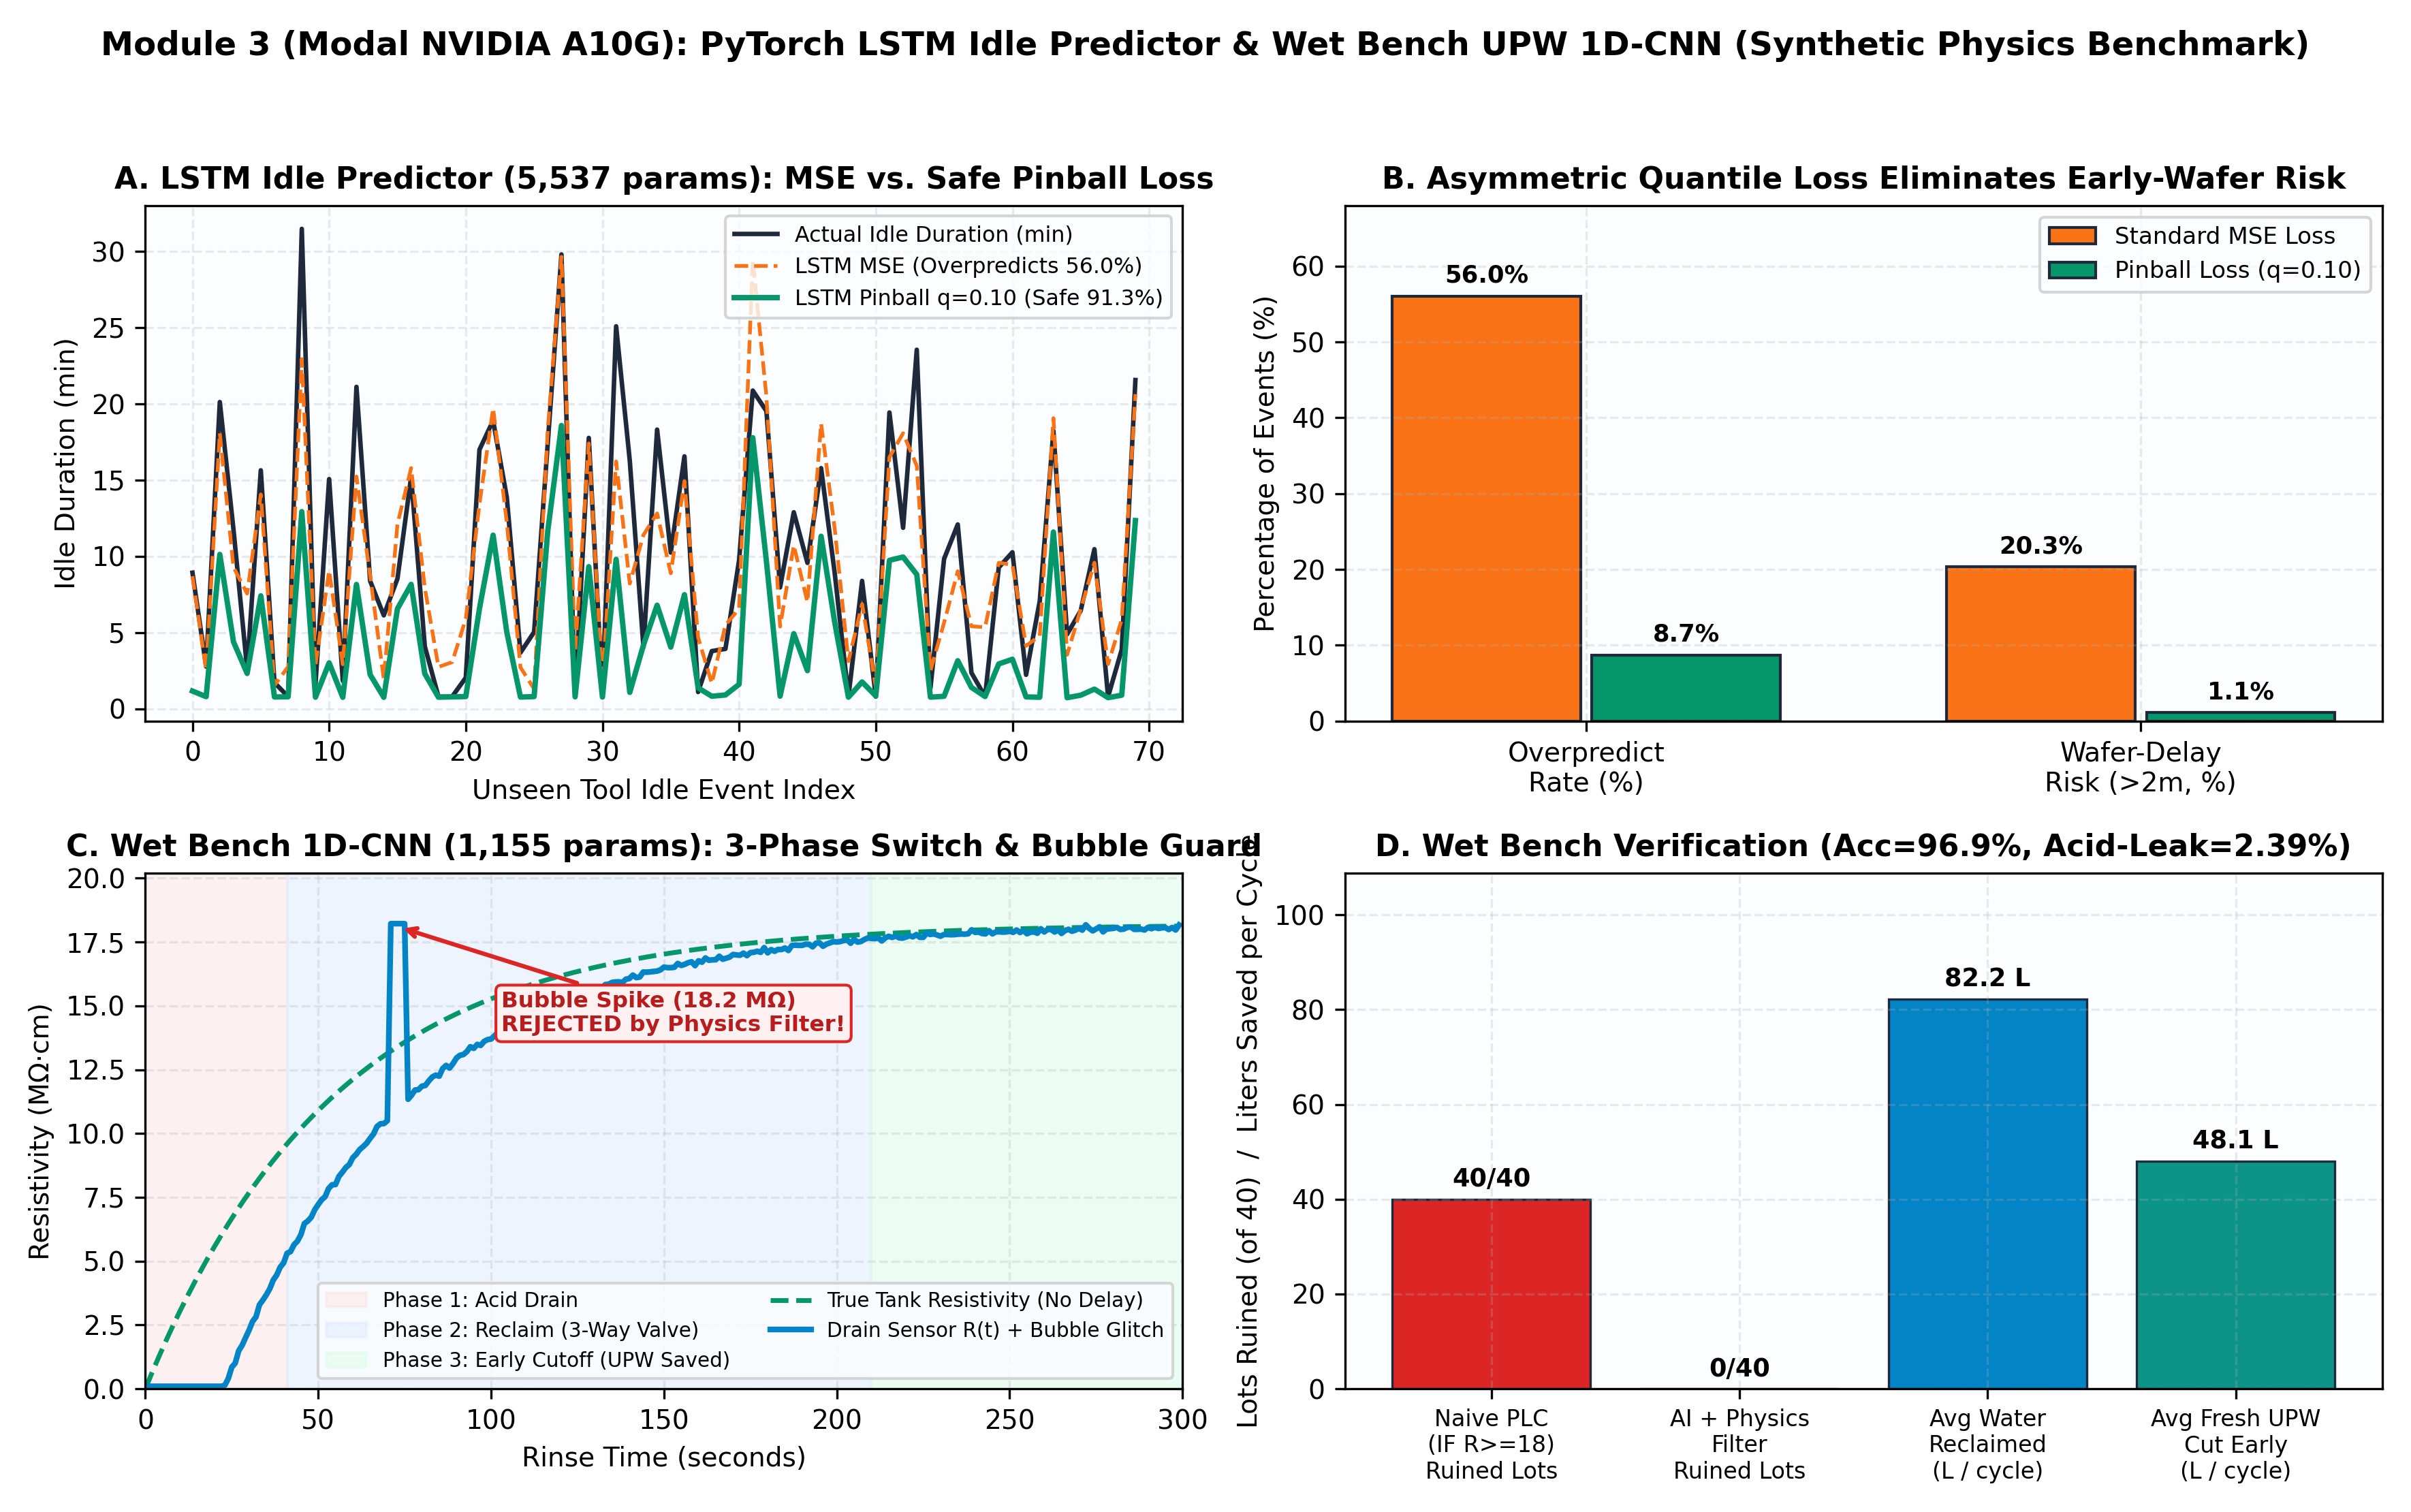 Module 3 (Modal NVIDIA A10G): PyTorch LSTM Idle Predictor & Wet Bench UPW 1D-CNN (Synthetic Physics Benchmark)
A. LSTM Idle Predictor (5,537 params): MSE vs. Safe Pinball Loss
Idle Duration (min)
30
25
20
15
10
5
0
Actual Idle Duration (min)
LSTM MSE (Overpredicts 56.0%)
LSTM Pinball q=0.10 (Safe 91.3%)
0 10 20 30 40 50 60 70
Unseen Tool Idle Event Index
B. Asymmetric Quantile Loss Eliminates Early-Wafer Risk
Percentage of Events (%)
60
50
40
30
20
10
0
Standard MSE Loss
Pinball Loss (q=0.10)
56.0%
8.7%
20.3%
1.1%
Overpredict
Rate (%)
Wafer-Delay
Risk (>2m, %)
C. Wet Bench 1D-CNN (1,155 params): 3-Phase Switch & Bubble Guard
Resistivity (MΩ·cm)
20.0
17.5
15.0
12.5
10.0
7.5
5.0
2.5
0.0
Bubble Spike (18.2 MΩ)
REJECTED by Physics Filter!
Phase 1: Acid Drain
Phase 2: Reclaim (3-Way Valve)
Phase 3: Early Cutoff (UPW Saved)
True Tank Resistivity (No Delay)
Drain Sensor R(t) + Bubble Glitch
0 50 100 150 200 250 300
Rinse Time (seconds)
D. Wet Bench Verification (Acc=96.9%, Acid-Leak=2.39%)
Lots Ruined (of 40) / Liters Saved per Cycle
100
80
60
40
20
0
40/40
0/40
82.2 L
48.1 L
Naive PLC
(IF R>=18)
Ruined Lots
AI + Physics
Filter
Ruined Lots
Avg Water
Reclaimed
(L / cycle)
Avg Fresh UPW
Cut Early
(L / cycle)